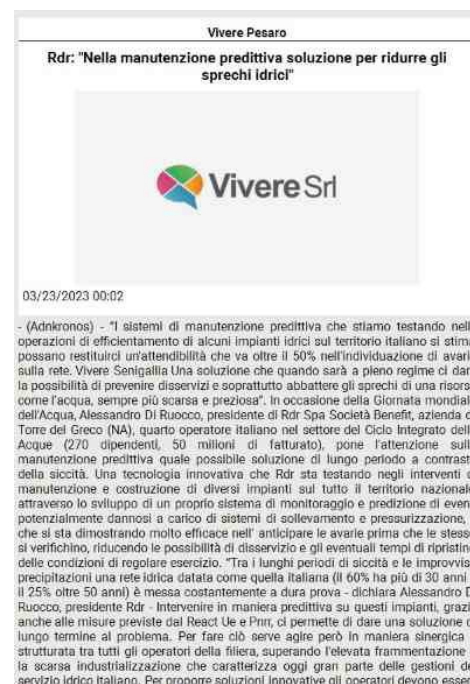 Vivere Pesaro
Rdr: "Nella manutenzione predittiva soluzione per ridurre gli
sprechi idrici"
Vivere Srl
03/23/2023 00:02
- (Adnkronos) - "I sistemi di manutenzione predittiva che stiamo testando nell
operazioni di efficientamento di alcuni impianti idrici sul territorio italiano si stim
possano restituirci un'attendibilità che va oltre il 50% nell'individuazione di avari
sulla rete. Vivere Senigallia Una soluzione che quando sarà a pieno regime ci dar
la possibilità di prevenire disservizi e soprattutto abbattere gli sprechi di una risors
come l'acqua, sempre più scarsa e preziosa". In occasione della Giornata mondial
dell'Acqua, Alessandro Di Ruocco, presidente di Rdr Spa Società Benefit, azienda d
Torre del Greco (NA), quarto operatore italiano nel settore del Ciclo Integrato dell
Acque (270 dipendenti, 50 milioni di fatturato), pone l'attenzione sull
manutenzione predittiva quale possibile soluzione di lungo periodo a contrast
della siccità. Una tecnologia innovativa che Rdr sta testando negli interventi d
manutenzione e costruzione di diversi impianti sul tutto il territorio nazionale
attraverso lo sviluppo di un proprio sistema di monitoraggio e predizione di even
potenzialmente dannosi a carico di sistemi di sollevamento e pressurizzazione,
che si sta dimostrando molto efficace nell' anticipare le avarie prima che le stess
si verifichino, riducendo le possibilità di disservizio e gli eventuali tempi di ripristin
delle condizioni di regolare esercizio. "Tra i lunghi periodi di siccità e le improvvis
precipitazioni una rete idrica datata come quella italiana (il 60% ha più di 30 anni
il 25% oltre 50 anni) è messa costantemente a dura prova - dichiara Alessandro D
Ruocco, presidente Rdr - Intervenire in maniera predittiva su questi impianti, grazi
anche alle misure previste dal React Ue e Pnrr, ci permette di dare una soluzione d
lungo termine al problema. Per fare ciò serve agire però in maniera sinergica
strutturata tra tutti gli operatori della filiera, superando l'elevata frammentazione
la scarsa industrializzazione che caratterizza oggi gran parte delle gestioni de
servizio idrico italiano. Per proporre soluzioni innovative gli operatori devono esser